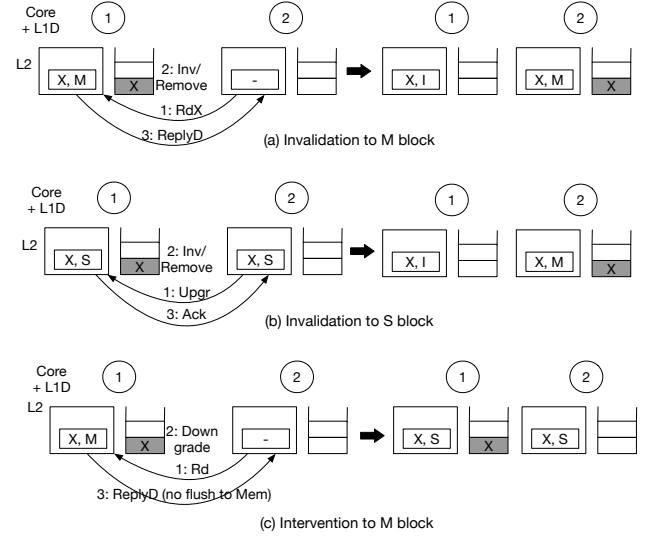 Core
+ L1D
1
2
1
2
L2
X, M
X
2: Inv/
Remove
-
X, I
X, M
X
1: RdX
3: ReplyD
(a) Invalidation to M block
Core
+ L1D
1
2
1
2
L2
X, S
X
2: Inv/
Remove
X, S
X, I
X, M
X
1: Upgr
3: Ack
(b) Invalidation to S block
Core
+ L1D
1
2
1
2
L2
X, M
X
2: Down
grade
-
X, S
X
X, S
1: Rd
3: ReplyD (no flush to Mem)
(c) Intervention to M block